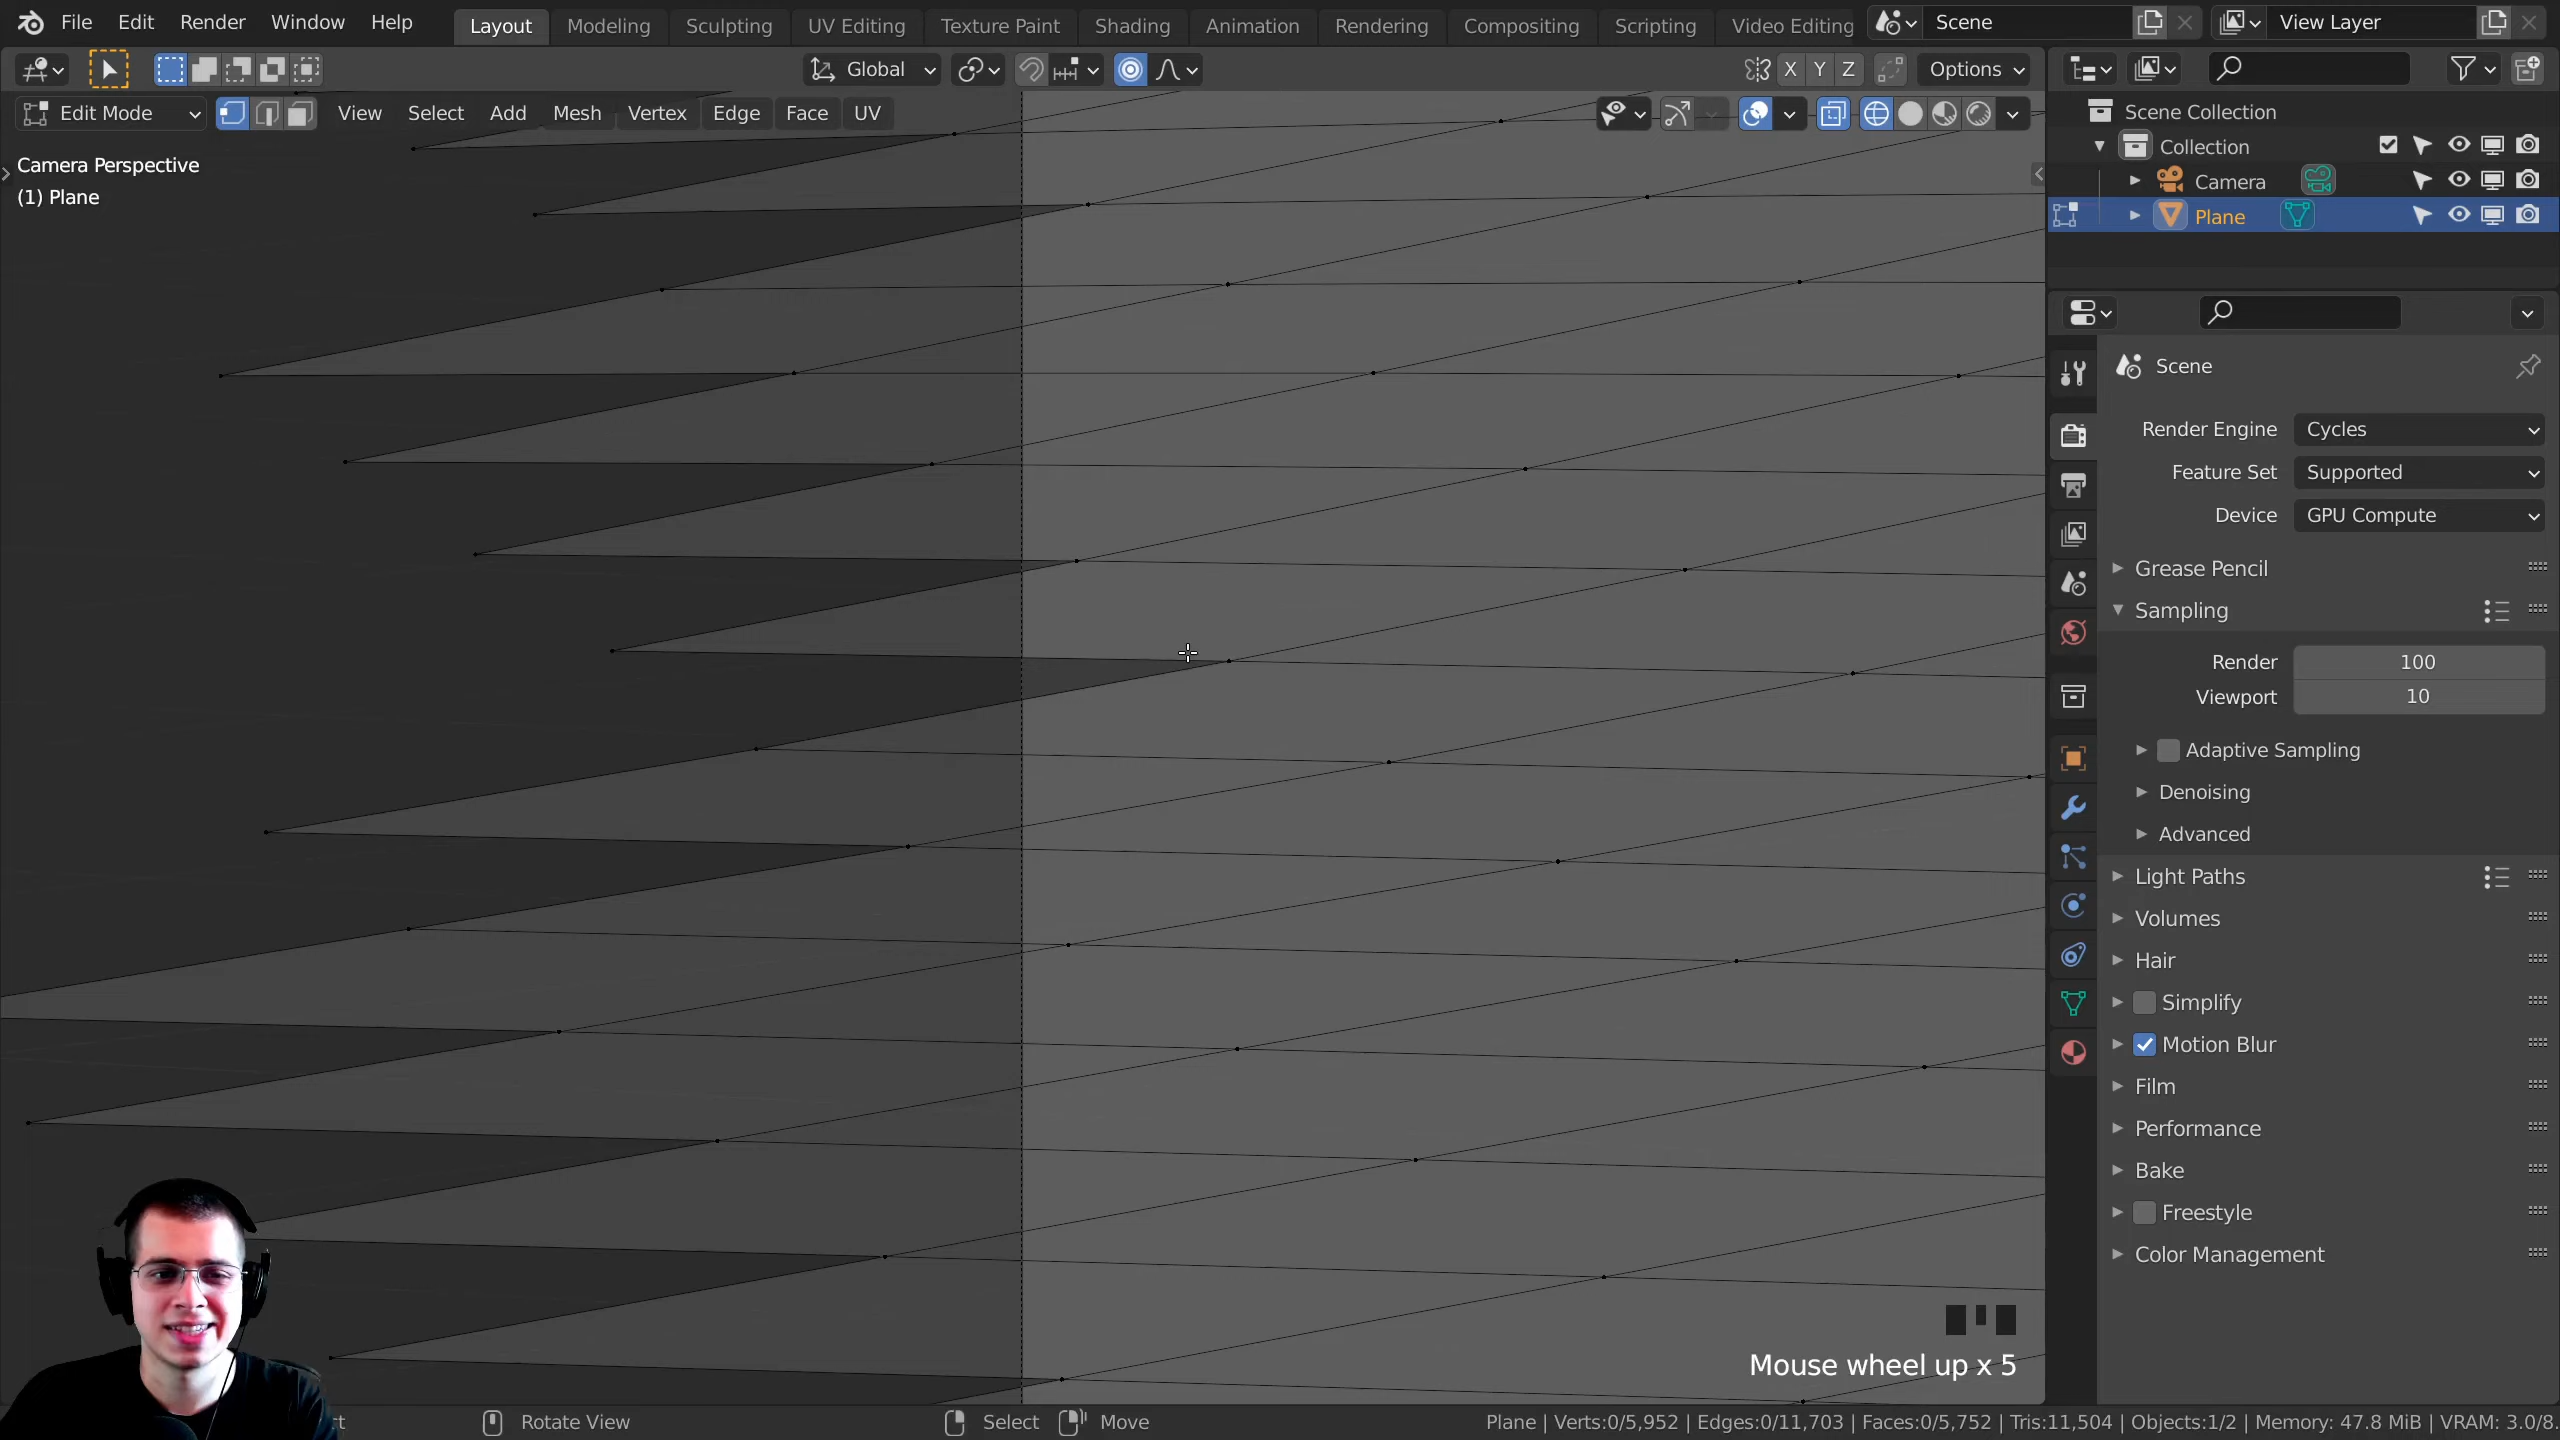 File Edit Render Window Help Layout Modeling Sculpting UV Editing Texture Paint Shading Animation Rendering Compositing Scripting Video Editing Scene View Layer
Global X Y Z Options
Edit Mode View Select Add Mesh Vertex Edge Face UV
Camera Perspective
(1) Plane
Scene Collection
Collection
Camera
Plane
Scene
Render Engine Cycles
Feature Set Supported
Device GPU Compute
Grease Pencil
Sampling
Render 100
Viewport 10
Adaptive Sampling
Denoising
Advanced
Light Paths
Volumes
Hair
Simplify
Motion Blur
Film
Performance
Bake
Freestyle
Color Management
Mouse wheel up x 5
Rotate View Select Move Plane | Verts:0/5,952 | Edges:0/11,703 | Faces:0/5,752 | Tris:11,504 | Objects:1/2 | Memory: 47.8 MiB | VRAM: 3.0/8.